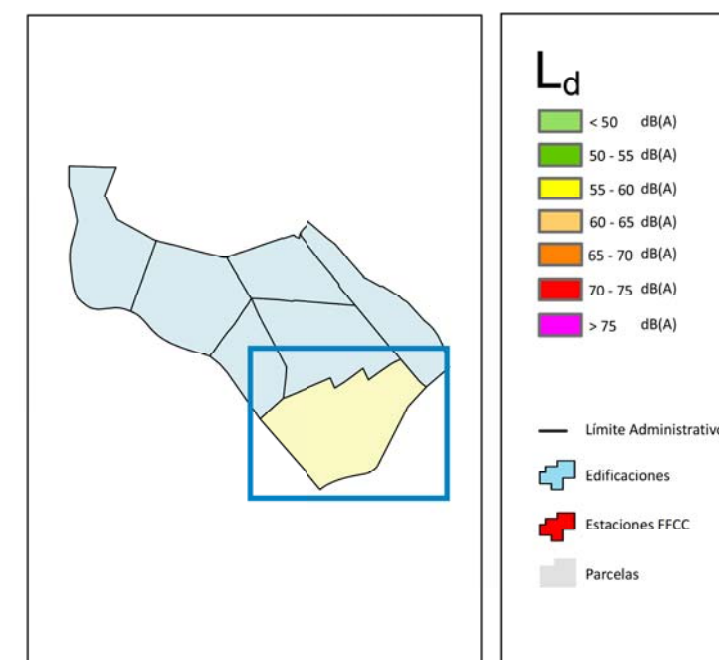 Ld
< 50 dB(A)
50 - 55 dB(A)
55 - 60 dB(A)
60 - 65 dB(A)
65 - 70 dB(A)
70 - 75 dB(A)
> 75 dB(A)
Límite Administrativo
Edificaciones
Estaciones FFCC
Parcelas